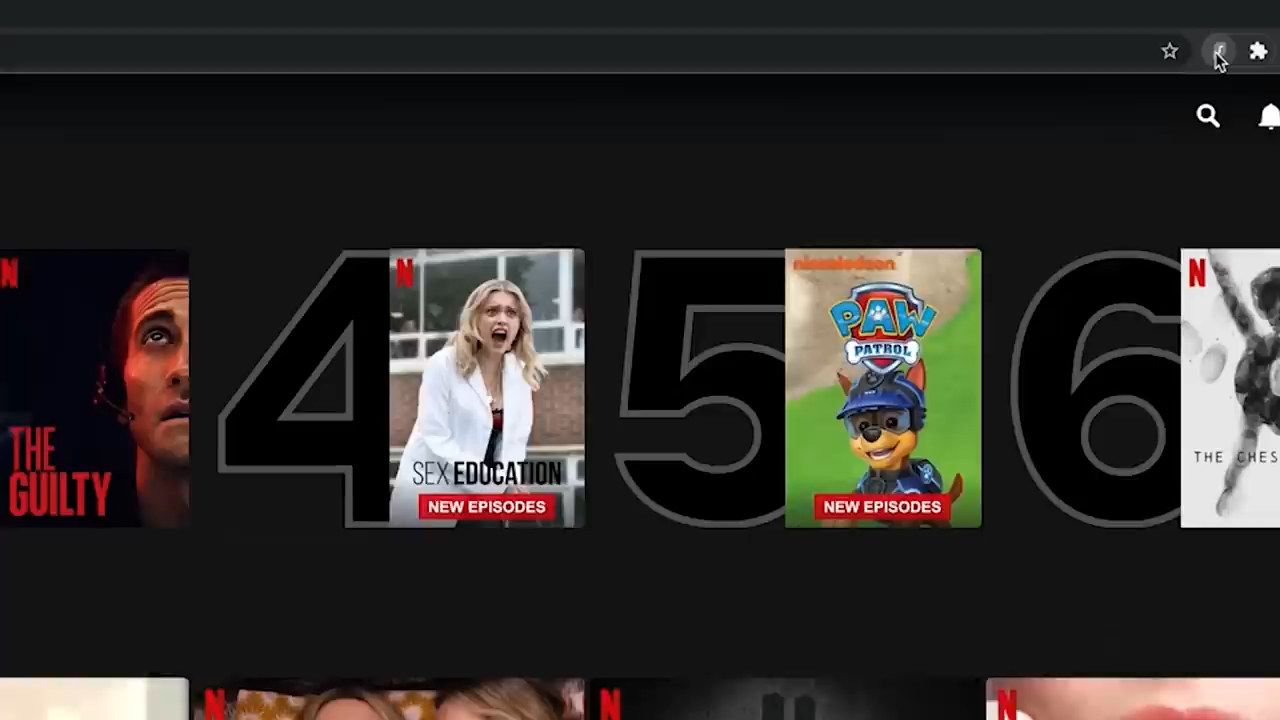 nickelodeon
N
N
N
PAW
PATROL
THE CHES
THE
GUILTY
4
5
6
SEX EDUCATION
NEW EPISODES
NEW EPISODES
N
N
N